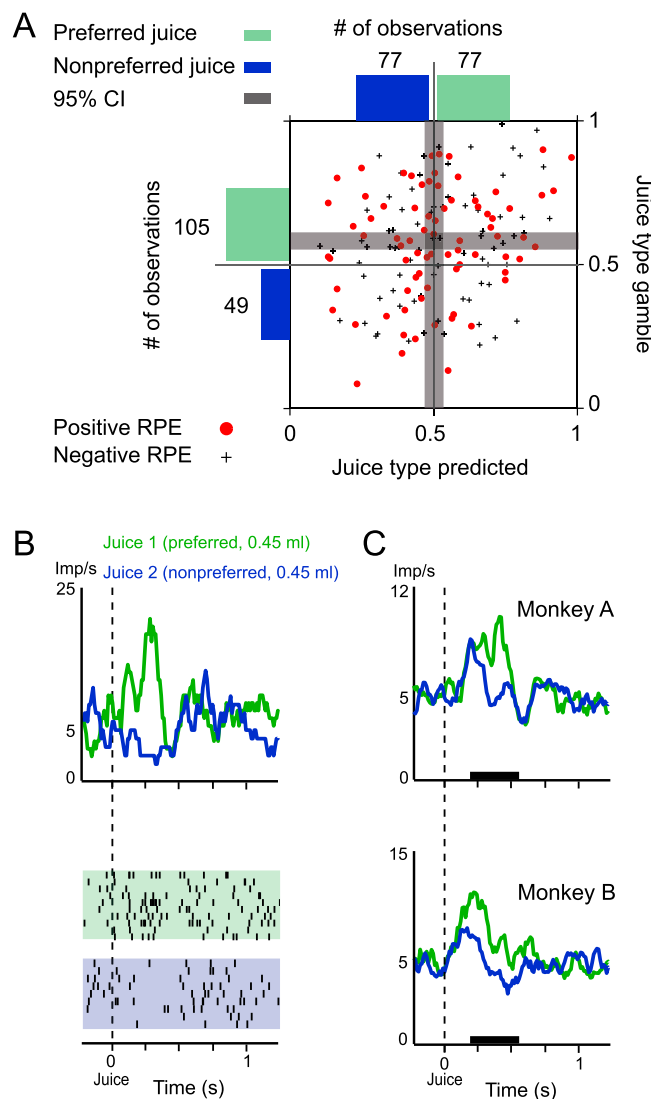 A
# of observations
Preferred juice
Nonpreferred juice
95% CI
77
77
1
# of observations
105
49
0.5
Juice type gamble
0
Positive RPE
Negative RPE
0
0.5
1
Juice type predicted
B
Juice 1 (preferred, 0.45 ml)
Juice 2 (nonpreferred, 0.45 ml)
Imp/s
25
5
0
0
1
Juice
Time (s)
C
Imp/s
12
Monkey A
5
0
15
Monkey B
5
0
0
1
Juice
Time (s)